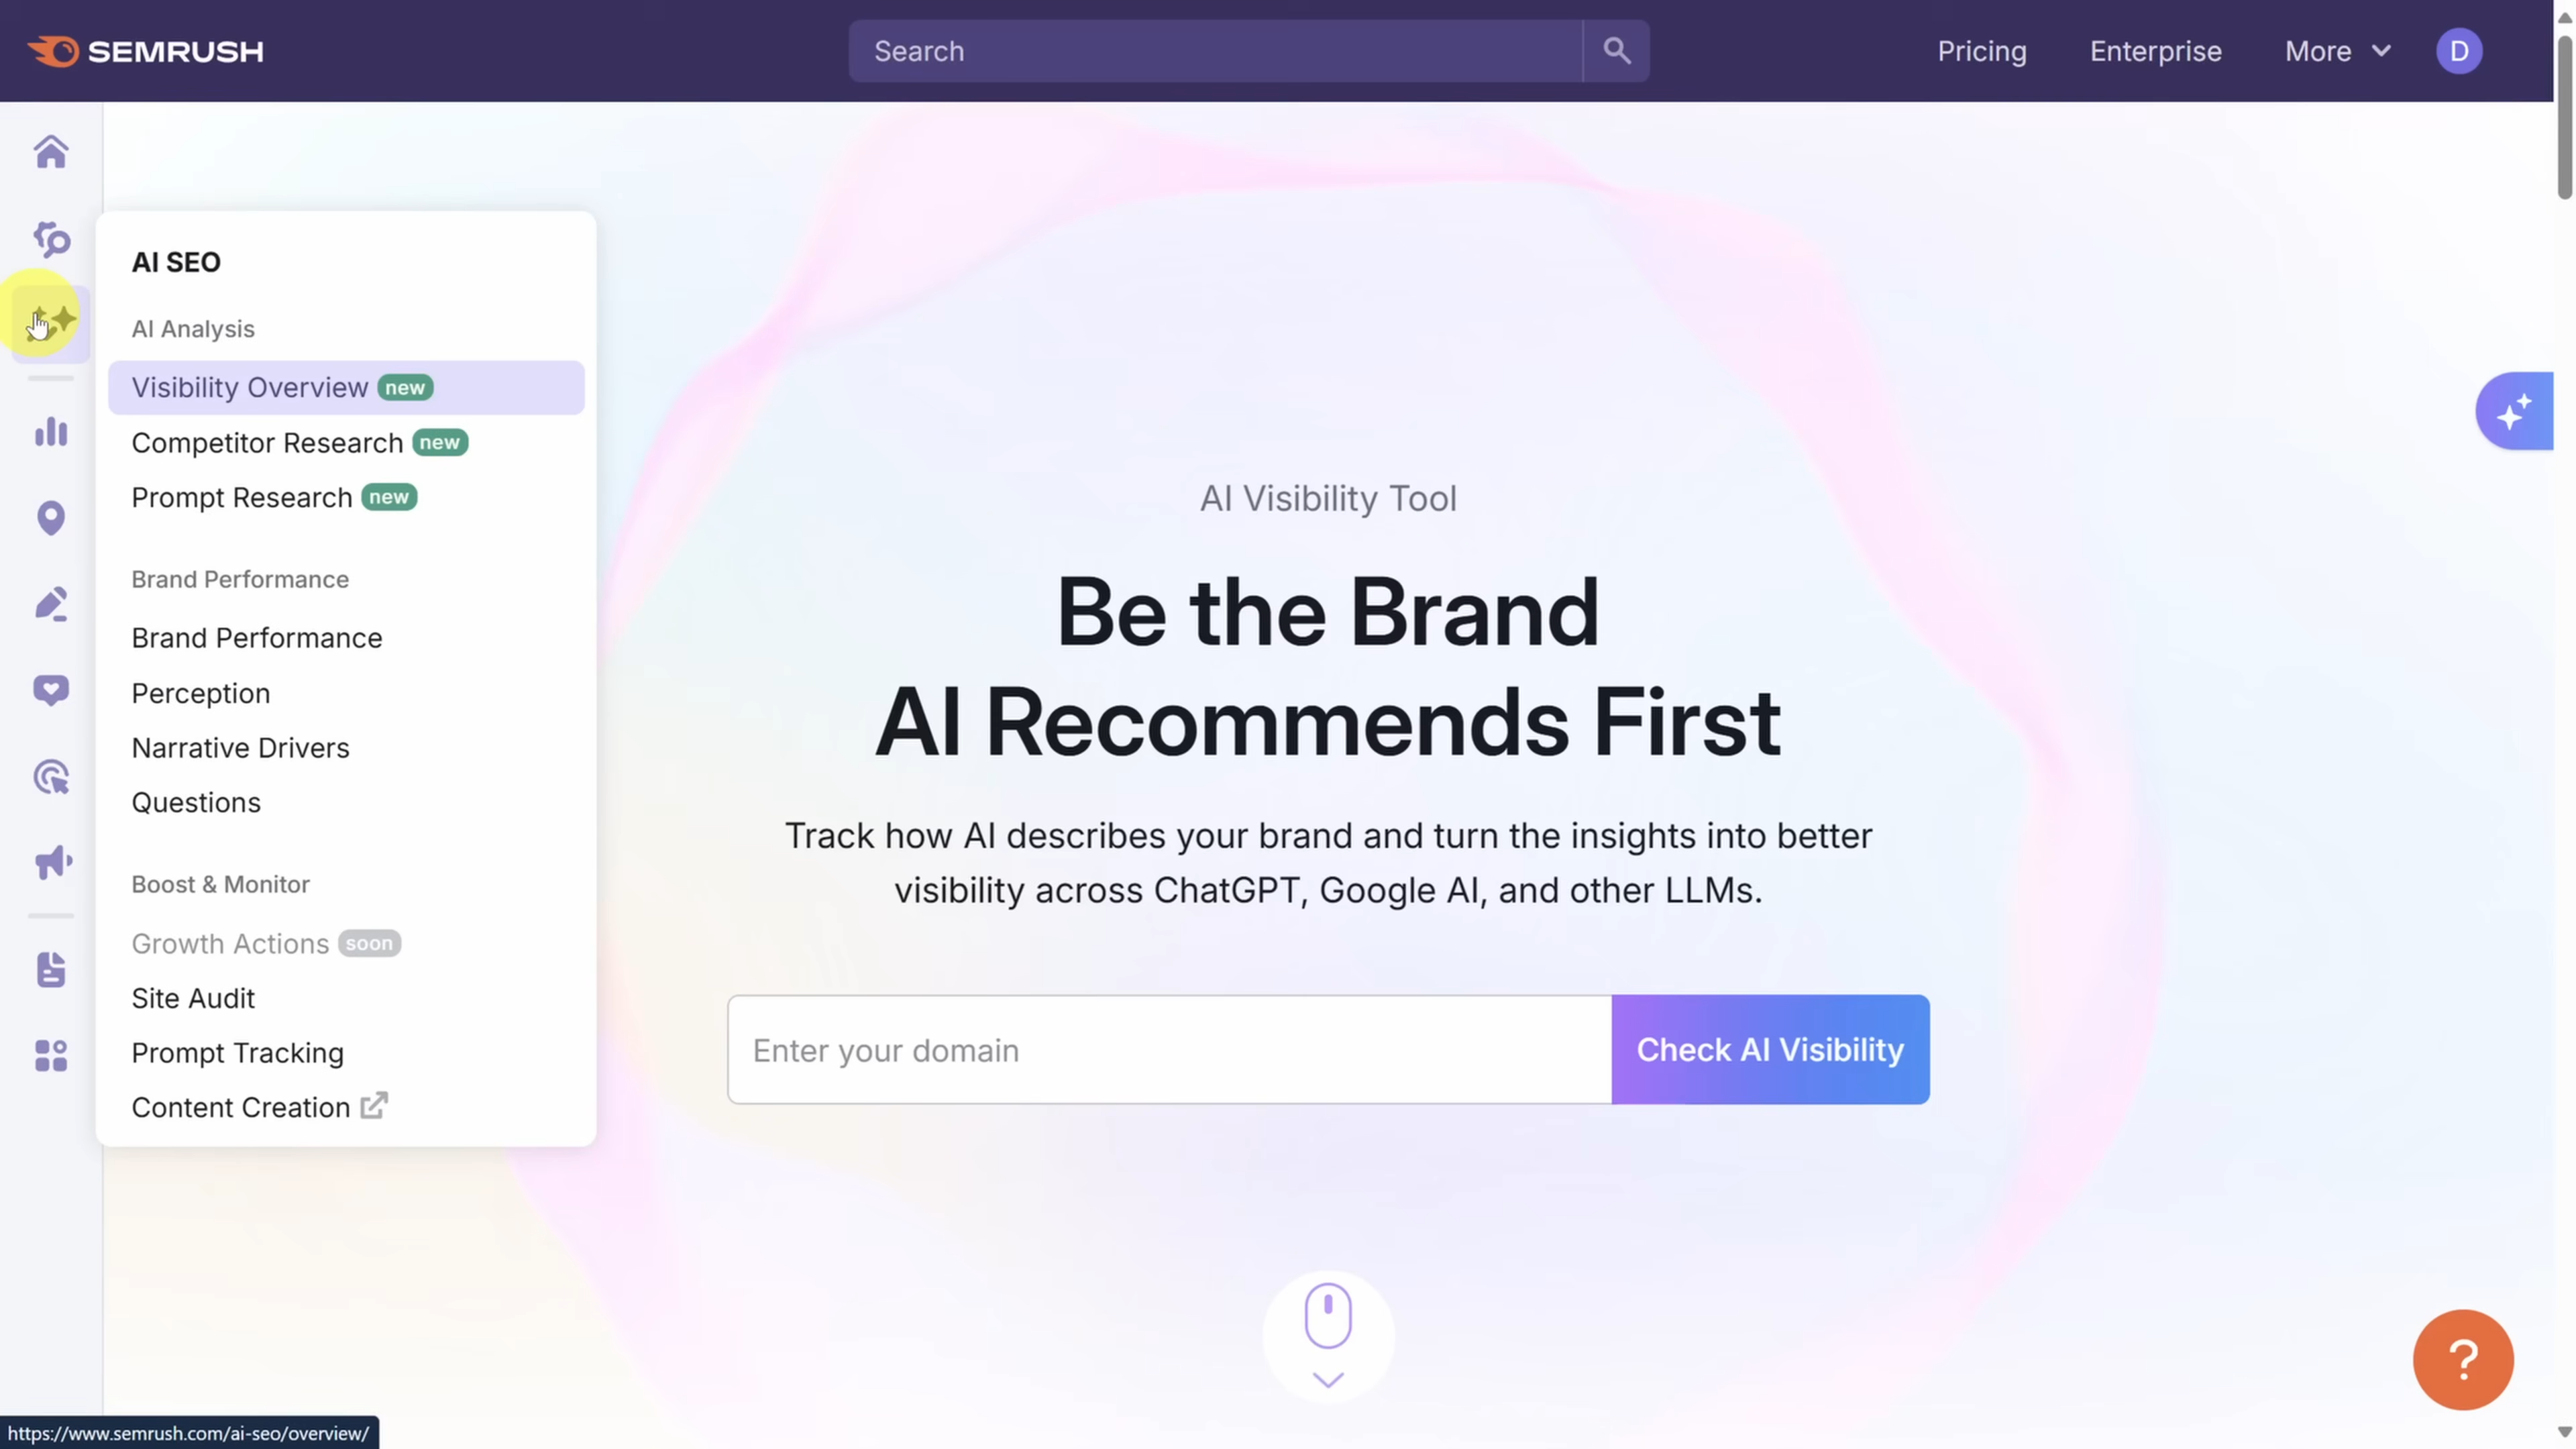 SEMRUSH
Search
Pricing
Enterprise
More
D
AI SEO
AI Analysis
Visibility Overview new
Competitor Research new
Prompt Research new
Brand Performance
Brand Performance
Perception
Narrative Drivers
Questions
Boost & Monitor
Growth Actions soon
Site Audit
Prompt Tracking
Content Creation
AI Visibility Tool
Be the Brand
AI Recommends First
Track how AI describes your brand and turn the insights into better
visibility across ChatGPT, Google AI, and other LLMs.
Enter your domain
Check AI Visibility
?
https://www.semrush.com/ai-seo/overview/